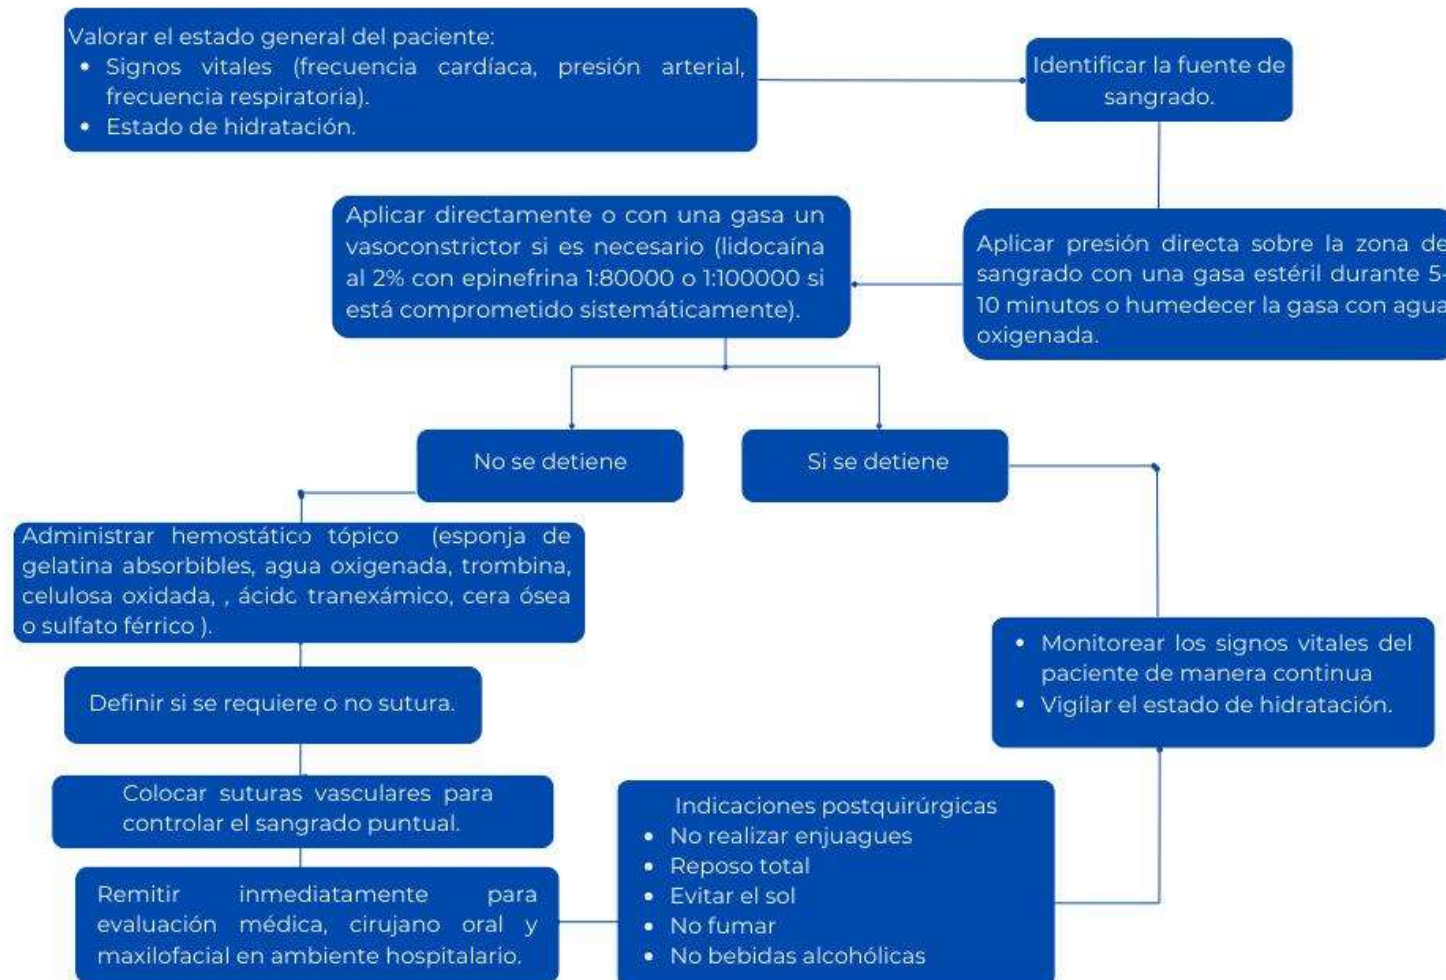 Valorar el estado general del paciente:
• Signos vitales (frecuencia cardíaca, presión arterial,
frecuencia respiratoria).
• Estado de hidratación.
Identificar la fuente de
sangrado.
Aplicar presión directa sobre la zona de
sangrado con una gasa estéril durante 5-
10 minutos o humedecer la gasa con agua
oxigenada.
Aplicar directamente o con una gasa un
vasoconstrictor si es necesario (lidocaína
al 2% con epinefrina 1:80000 o 1:100000 si
está comprometido sistemáticamente).
No se detiene
Si se detiene
Administrar hemostático tópico (esponja de
gelatina absorbibles, agua oxigenada, trombina,
celulosa oxidada, , ácido tranexámico, cera ósea
o sulfato férrico ).
Definir si se requiere o no sutura.
Colocar suturas vasculares para
controlar el sangrado puntual.
Remitir inmediatamente para
evaluación médica, cirujano oral y
maxilofacial en ambiente hospitalario.
Indicaciones postquirúrgicas
• No realizar enjuagues
• Reposo total
• Evitar el sol
• No fumar
• No bebidas alcohólicas
• Monitorear los signos vitales del
paciente de manera continua
• Vigilar el estado de hidratación.